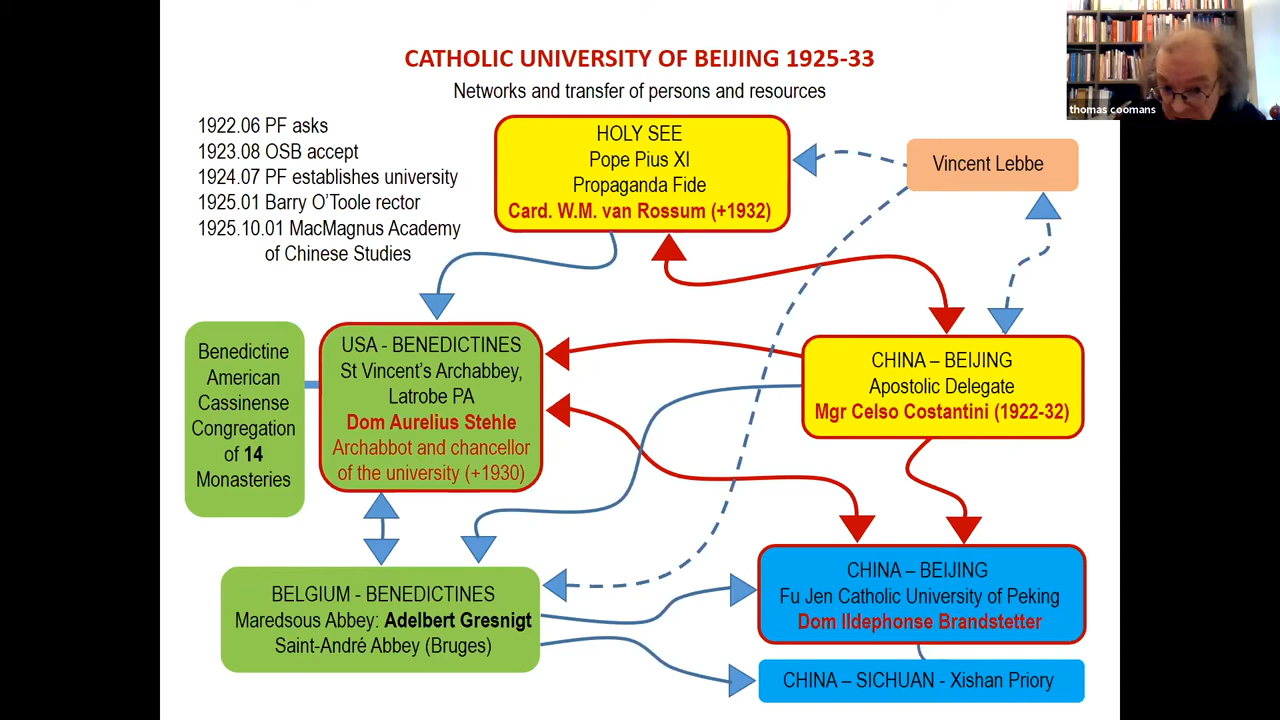 CATHOLIC UNIVERSITY OF BEIJING 1925-33
Networks and transfer of persons and resources
thomas coomans
1922.06 PF asks
1923.08 OSB accept
1924.07 PF establishes university
1925.01 Barry O’Toole rector
1925.10.01 MacMagnus Academy
of Chinese Studies
HOLY SEE
Pope Pius XI
Propaganda Fide
Card. W.M. van Rossum (+1932)
Vincent Lebbe
Benedictine
American
Cassinense
Congregation
of 14
Monasteries
USA - BENEDICTINES
St Vincent’s Archabbey,
Latrobe PA
Dom Aurelius Stehle
Archabbot and chancellor
of the university (+1930)
CHINA – BEIJING
Apostolic Delegate
Mgr Celso Costantini (1922-32)
BELGIUM - BENEDICTINES
Maredsous Abbey: Adelbert Gresnigt
Saint-André Abbey (Bruges)
CHINA – BEIJING
Fu Jen Catholic University of Peking
Dom Ildephonse Brandstetter
CHINA – SICHUAN - Xishan Priory